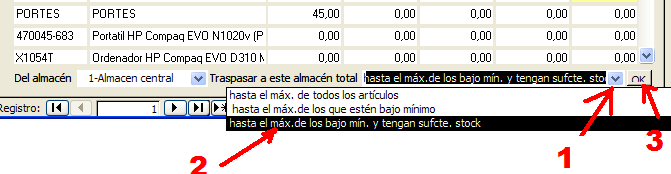 PORTES PORTES 45,00 0,00 0,00 0,00 0,00
470045-683 Portatil HP Compaq EVO N1020v (P 0,00 0,00 0,00 0,00 0,00
X1054T Ordenador HP Compaq EVO D310 M 0,00 0,00 0,00 0,00 0,00
Del almacén 1-Almacen central Traspasar a este almacén total hasta el máx.de los bajo mín. y tengan sufcte. stoc OK
hasta el máx. de todos los artículos
Registro: 1 hasta el máx.de los que estén bajo mínimo
hasta el máx.de los bajo mín. y tengan sufcte. stock
2 1 3